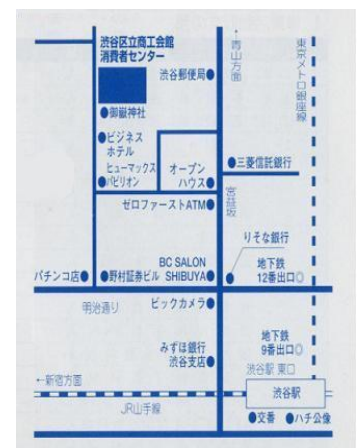 渋谷区立商工会館
消費者センター
渋谷郵便局
↑青山方面
東京メトロ銀座線
御嶽神社
ビジネス
ホテル
ヒューマックス
パビリオン
オープン
ハウス
三菱信託銀行
宮益坂
ゼロファーストATM
りそな銀行
BC SALON
SHIBUYA
地下鉄
12番出口
パチンコ店
野村証券ビル
明治通り
ビックカメラ
地下鉄
9番出口
みずほ銀行
渋谷支店
渋谷駅 東口
←新宿方面
渋谷駅
JR山手線
交番
ハチ公像